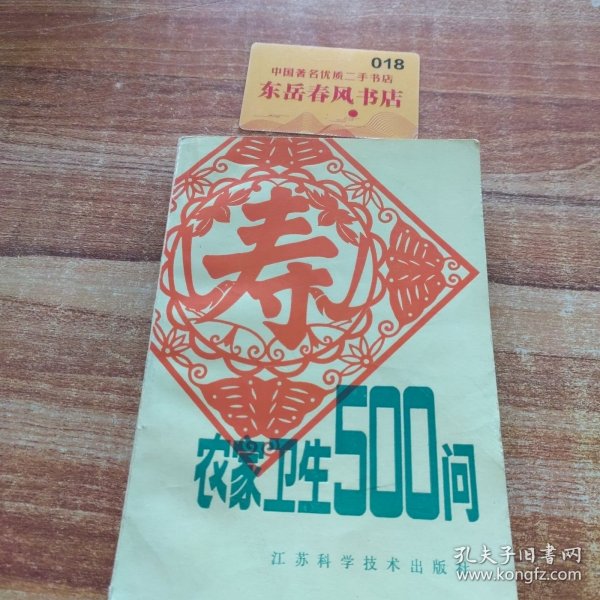 018
中国著名优质二手书店
东岳春风书店
寿
农家卫生500问
江苏科学技术出版社
孔夫子旧书网
www.kongfz.com